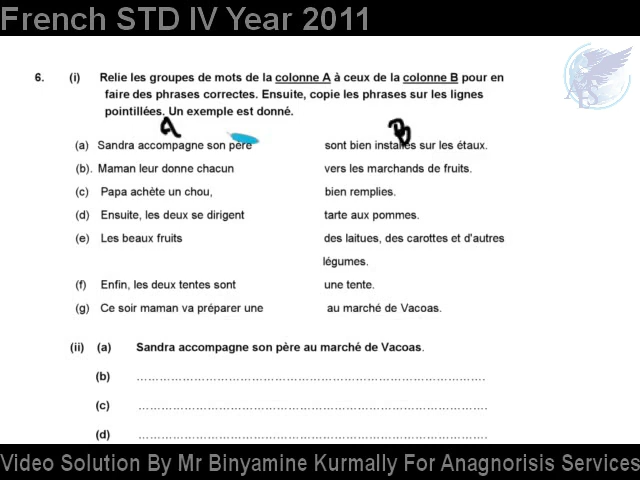 French STD IV Year 2011
6. (i) Relie les groupes de mots de la colonne A à ceux de la colonne B pour en
faire des phrases correctes. Ensuite, copie les phrases sur les lignes
pointillées. Un exemple est donné.
A B
(a) Sandra accompagne son père sont bien installés sur les étaux.
(b). Maman leur donne chacun vers les marchands de fruits.
(c) Papa achète un chou, bien remplies.
(d) Ensuite, les deux se dirigent tarte aux pommes.
(e) Les beaux fruits des laitues, des carottes et d'autres
légumes.
(f) Enfin, les deux tentes sont une tente.
(g) Ce soir maman va préparer une au marché de Vacoas.
(ii) (a) Sandra accompagne son père au marché de Vacoas.
(b) ……………………………………………………………………………….
(c) ……………………………………………………………………………….
(d) ……………………………………………………………………………….
Video Solution By Mr Binyamine Kurmally For Anagnorisis Services